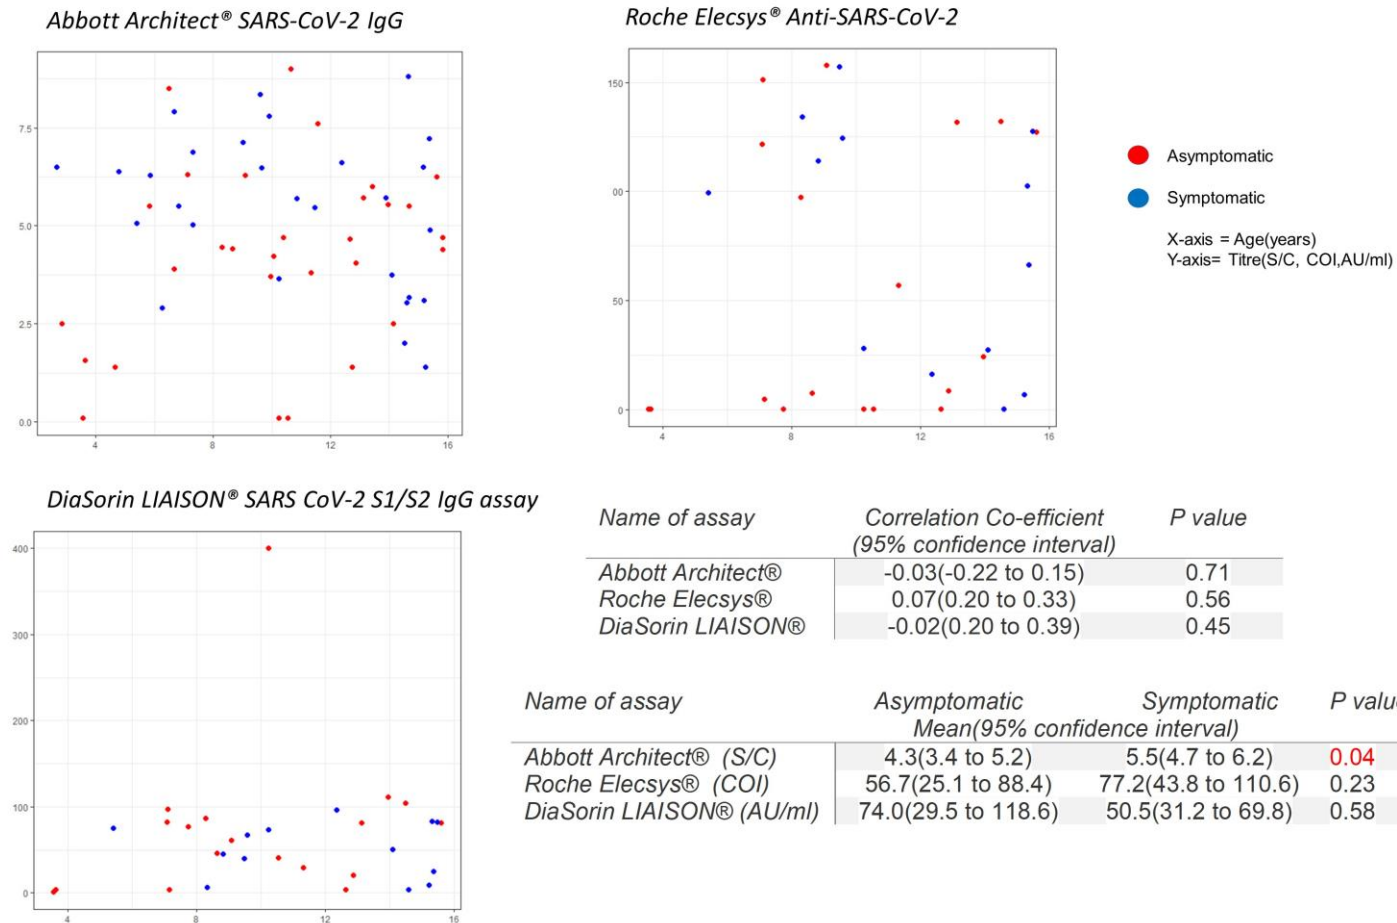 Abbott Architect® SARS-CoV-2 IgG
7.5
5.0
2.5
0.0
4 8 12 16
Roche Elecsys® Anti-SARS-CoV-2
150
00
50
0
4 8 12 16
Asymptomatic
Symptomatic
X-axis = Age(years)
Y-axis= Titre(S/C, COI,AU/ml)
DiaSorin LIAISON® SARS CoV-2 S1/S2 IgG assay
400
300
200
100
0
4 8 12 16
Name of assay Correlation Co-efficient P value
(95% confidence interval)
Abbott Architect® -0.03(-0.22 to 0.15) 0.71
Roche Elecsys® 0.07(0.20 to 0.33) 0.56
DiaSorin LIAISON® -0.02(0.20 to 0.39) 0.45
Name of assay Asymptomatic Symptomatic P value
Mean(95% confidence interval)
Abbott Architect® (S/C) 4.3(3.4 to 5.2) 5.5(4.7 to 6.2) 0.04
Roche Elecsys® (COI) 56.7(25.1 to 88.4) 77.2(43.8 to 110.6) 0.23
DiaSorin LIAISON® (AU/ml) 74.0(29.5 to 118.6) 50.5(31.2 to 69.8) 0.58